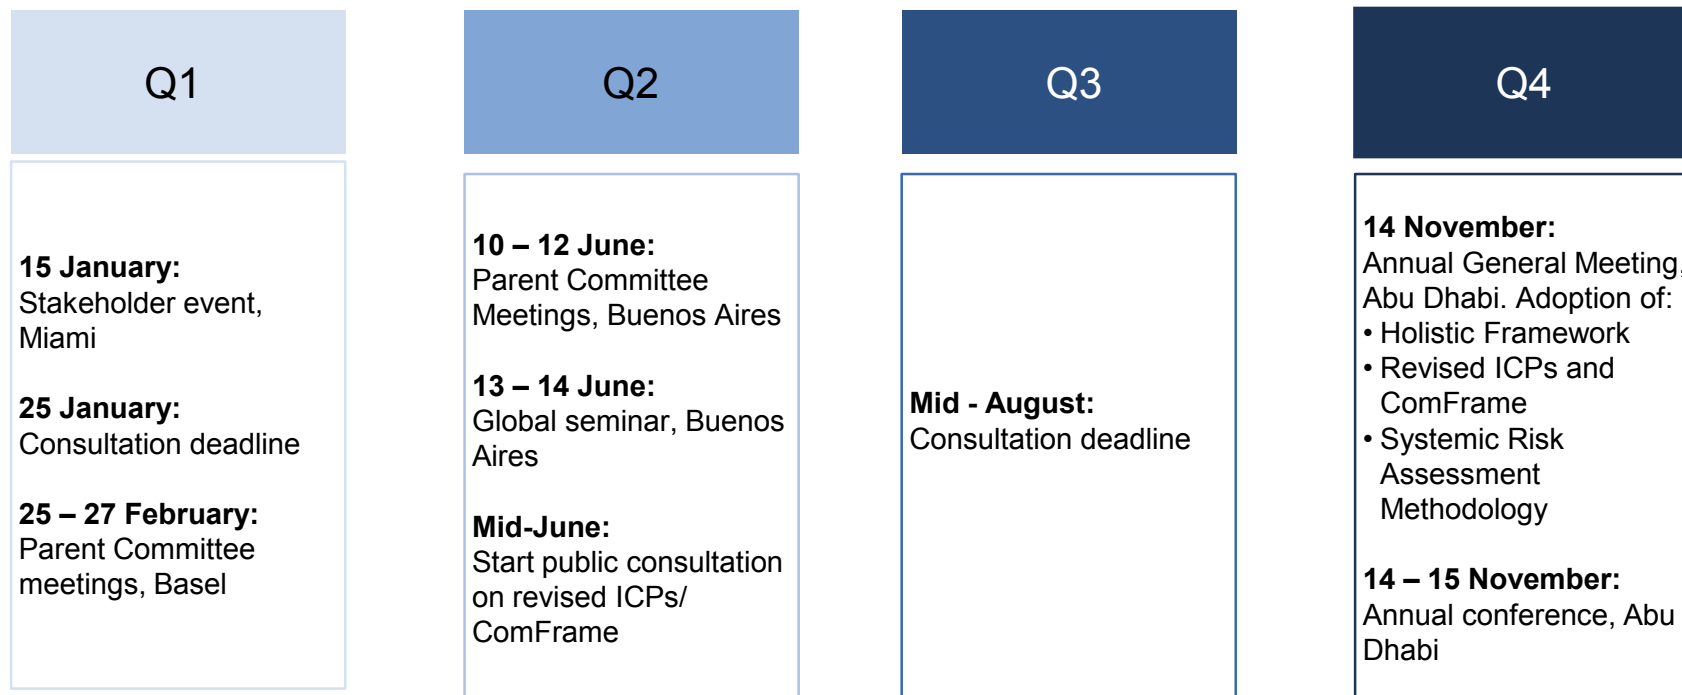 Q1
15 January:
Stakeholder event,
Miami
25 January:
Consultation deadline
25 – 27 February:
Parent Committee
meetings, Basel
Q2
10 – 12 June:
Parent Committee
Meetings, Buenos Aires
13 – 14 June:
Global seminar, Buenos
Aires
Mid-June:
Start public consultation
on revised ICPs/
ComFrame
Q3
Mid - August:
Consultation deadline
Q4
14 November:
Annual General Meeting,
Abu Dhabi. Adoption of:
• Holistic Framework
• Revised ICPs and
ComFrame
• Systemic Risk
Assessment
Methodology
14 – 15 November:
Annual conference, Abu
Dhabi